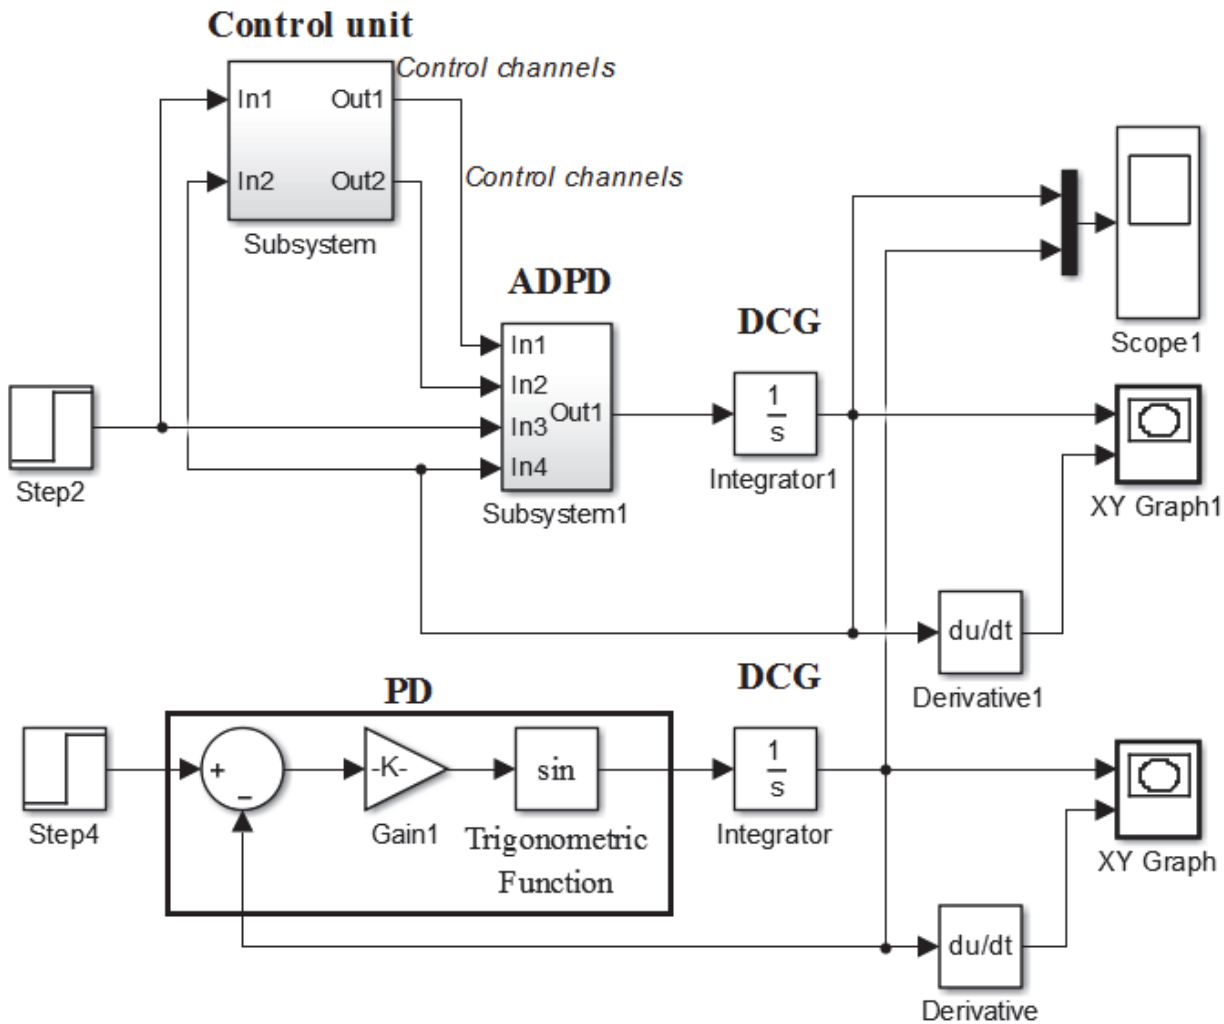 Control unit
Control channels
In1
Out1
In2
Out2
Control channels
Subsystem
ADPD
DCG
In1
In2
In3
In4
Out1
1
s
Scope1
Step2
Integrator1
Subsystem1
XY Graph1
du/dt
Derivative1
PD
DCG
+
−
-K-
sin
1
s
Step4
Gain1
Trigonometric
Function
Integrator
XY Graph
du/dt
Derivative